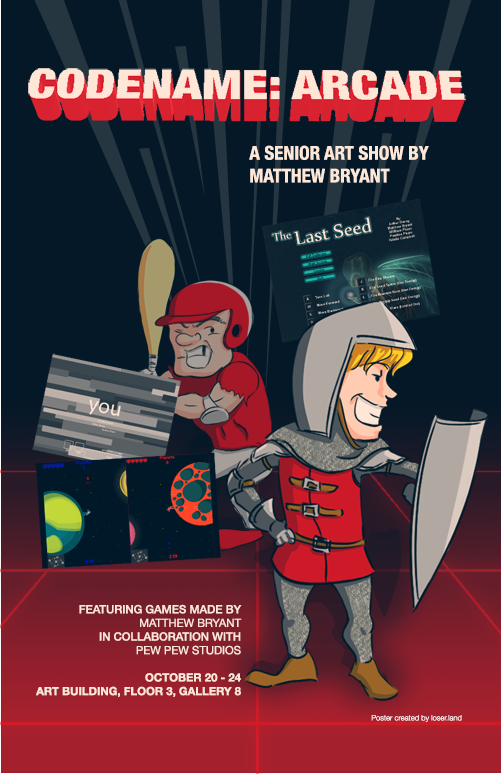 CODENAME: ARCADE
A SENIOR ART SHOW BY
MATTHEW BRYANT
The Last Seed
By
you
FEATURING GAMES MADE BY
MATTHEW BRYANT
IN COLLABORATION WITH
PEW PEW STUDIOS
OCTOBER 20 - 24
ART BUILDING, FLOOR 3, GALLERY 8
Poster created by loser.land